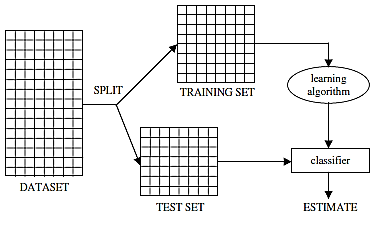 SPLIT
TRAINING SET
learning
algorithm
DATASET
TEST SET
classifier
ESTIMATE